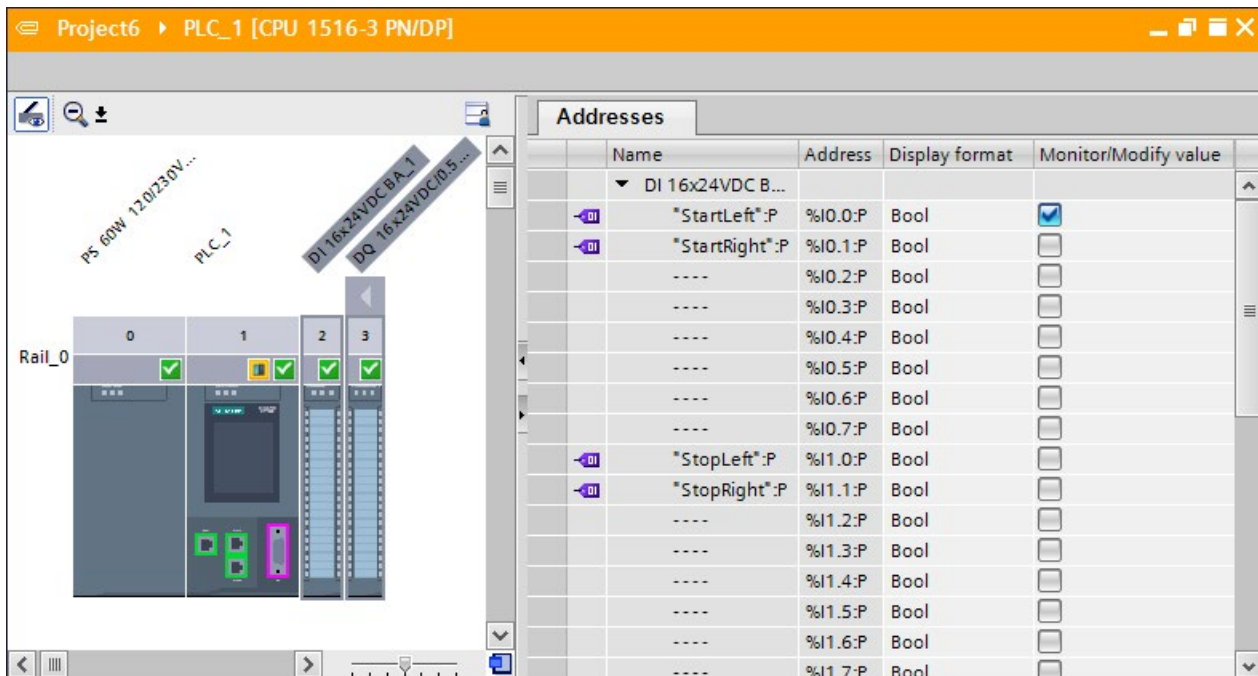 Project6 ▸ PLC_1 [CPU 1516-3 PN/DP]
PS 60W 120/230V...
PLC_1
DI 16x24VDC BA_1
DQ 16x24VDC/0.5...
0 1 2 3
Rail_0
SIEMENS
Addresses
Name Address Display format Monitor/Modify value
DI 16x24VDC B...
"StartLeft":P %I0.0:P Bool
"StartRight":P %I0.1:P Bool
---- %I0.2:P Bool
---- %I0.3:P Bool
---- %I0.4:P Bool
---- %I0.5:P Bool
---- %I0.6:P Bool
---- %I0.7:P Bool
"StopLeft":P %I1.0:P Bool
"StopRight":P %I1.1:P Bool
---- %I1.2:P Bool
---- %I1.3:P Bool
---- %I1.4:P Bool
---- %I1.5:P Bool
---- %I1.6:P Bool
---- %I1.7:P Bool